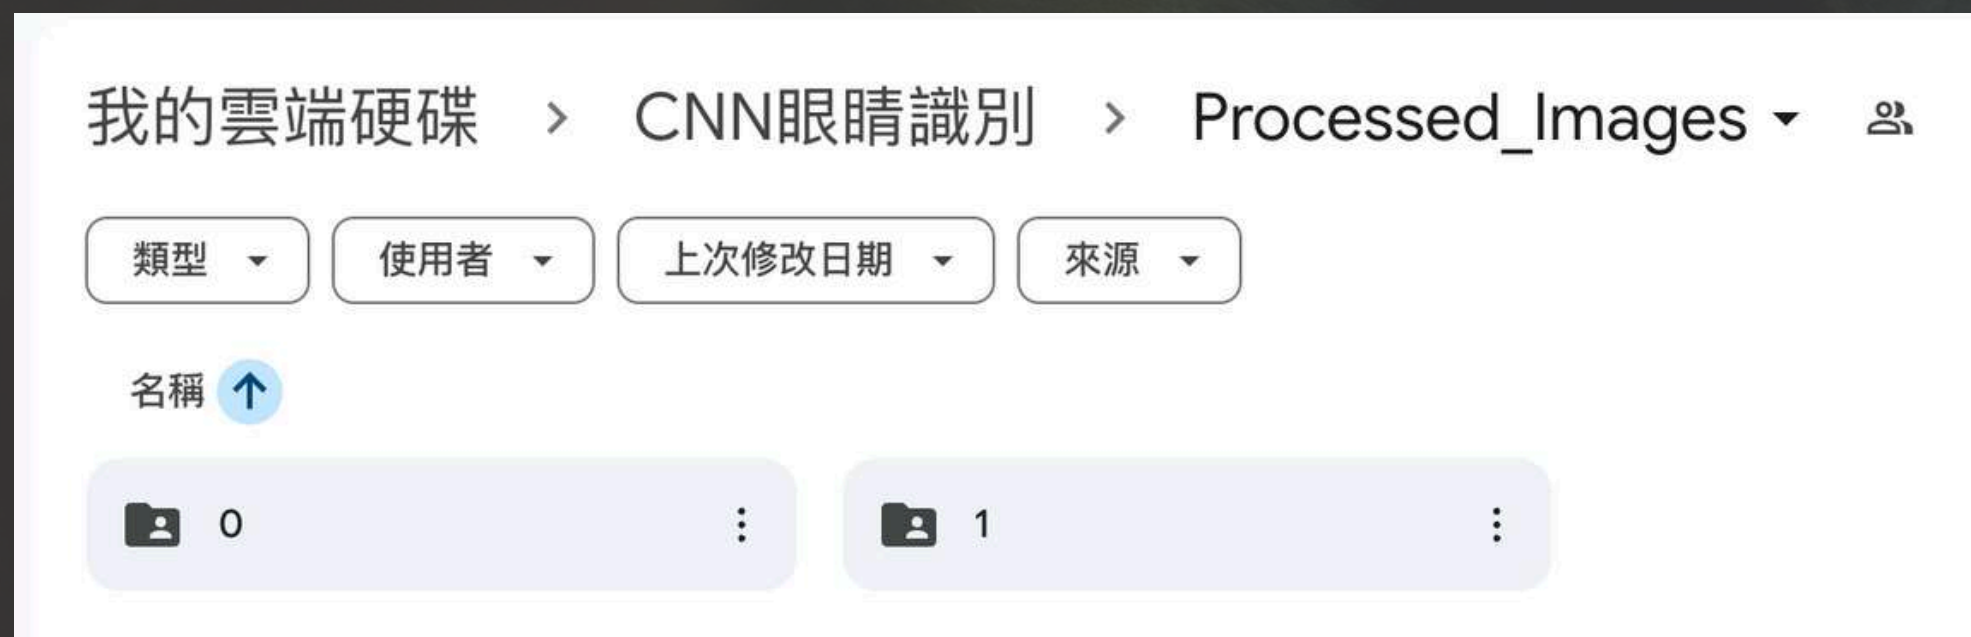 我的雲端硬碟 > CNN眼睛識別 > Processed_Images
類型 使用者 上次修改日期 來源
名稱
0 1